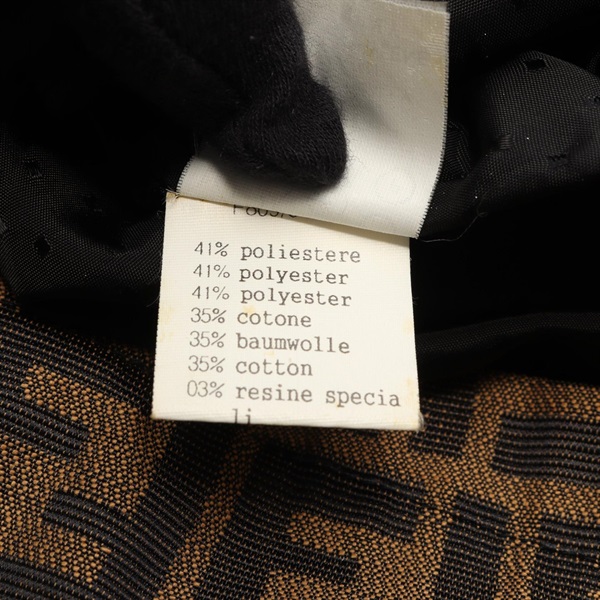 41% poliestere
41% polyester
41% polyester
35% cotone
35% baumwolle
35% cotton
03% resine specia
li